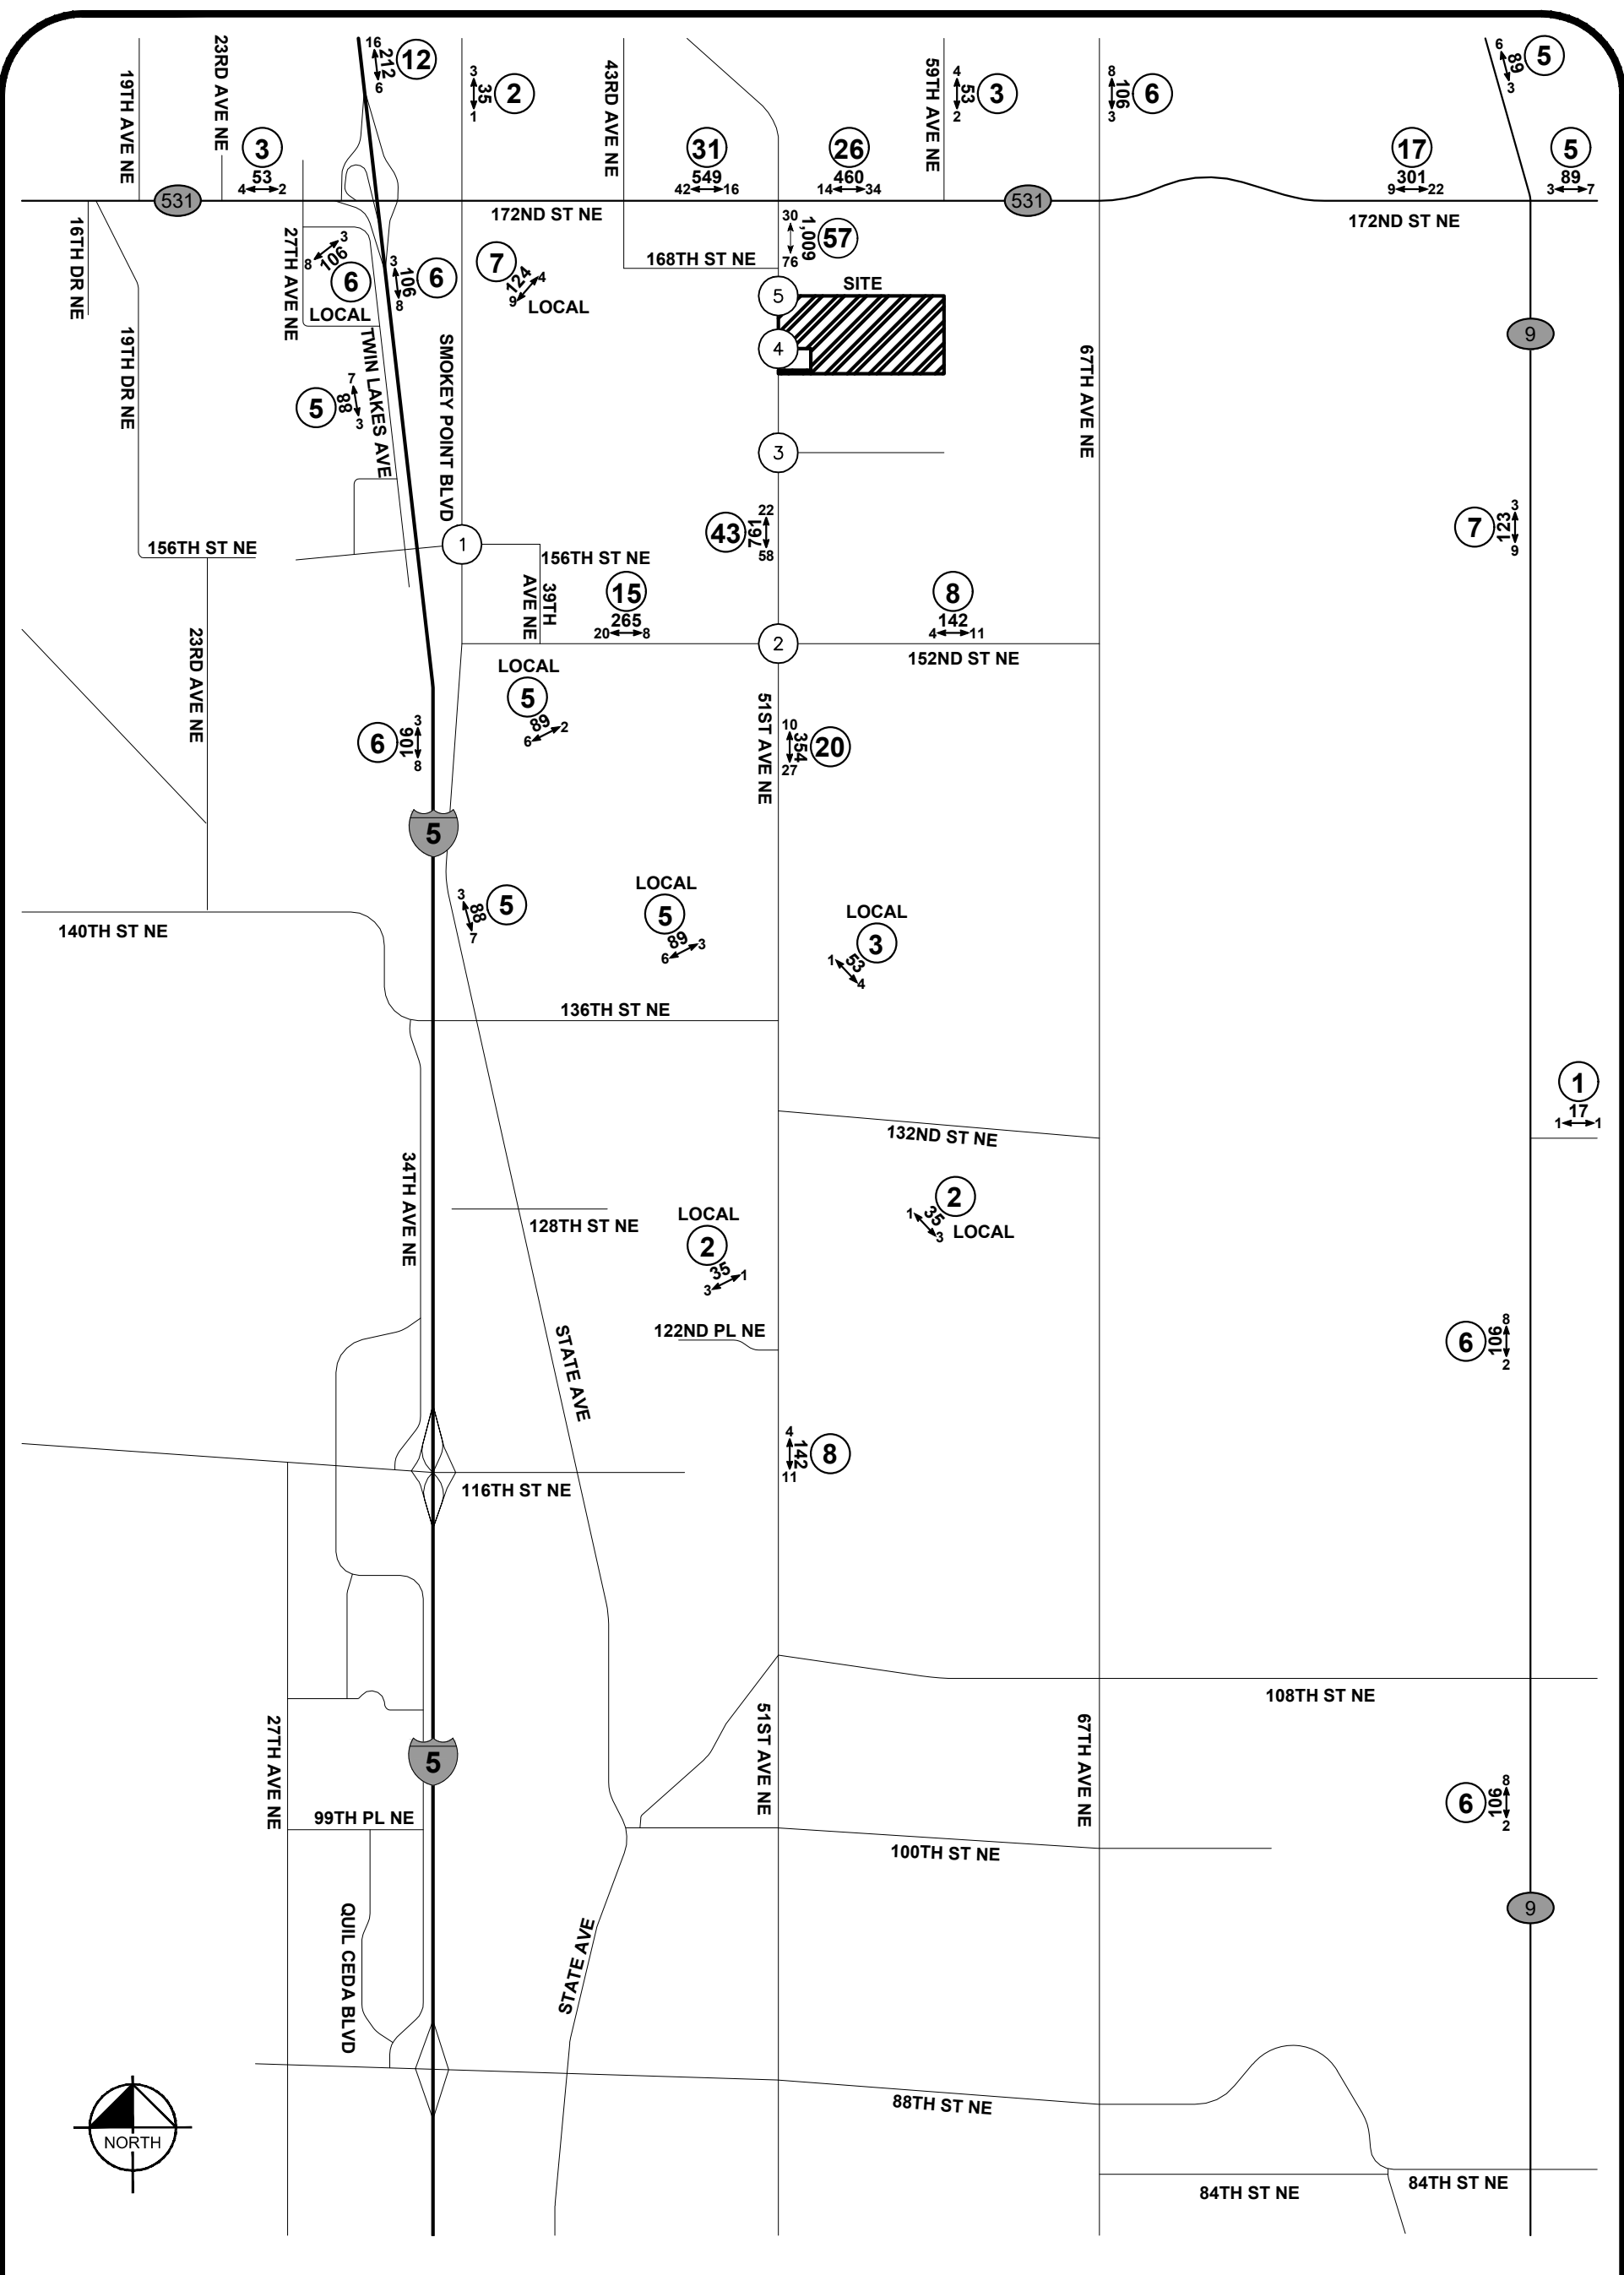 16
212
6
12
3
35
1
2
19TH AVE NE
23RD AVE NE
43RD AVE NE
59TH AVE NE
4
53
2
3
8
106
3
6
6
89
3
5
3
53
4 2
31
549
42 16
26
460
14 34
17
301
9 22
5
89
3 7
531
531
172ND ST NE
172ND ST NE
16TH DR NE
27TH AVE NE
3
106
8
6
LOCAL
3
106
8
6
7
124
4
9
LOCAL
30
1,009
76
57
168TH ST NE
SITE
5
4
19TH DR NE
TWIN LAKES AVE
SMOKEY POINT BLVD
67TH AVE NE
9
7
88
3
5
3
22
761
58
43
3
123
9
7
1
156TH ST NE
156TH ST NE
39TH
AVE NE
15
265
20 8
8
142
4 11
2
152ND ST NE
23RD AVE NE
LOCAL
5
89
6 2
51ST AVE NE
10
354
27
20
3
106
8
6
5
3
88
7
5
LOCAL
5
89
6 3
LOCAL
3
53
1
4
140TH ST NE
136TH ST NE
1
17
1 1
132ND ST NE
34TH AVE NE
128TH ST NE
LOCAL
2
35
3 1
2
35
1
3
LOCAL
122ND PL NE
STATE AVE
8
106
2
6
4
142
11
8
116TH ST NE
108TH ST NE
27TH AVE NE
5
51ST AVE NE
67TH AVE NE
8
106
2
6
99TH PL NE
100TH ST NE
QUIL CEDA BLVD
STATE AVE
9
88TH ST NE
NORTH
84TH ST NE
84TH ST NE